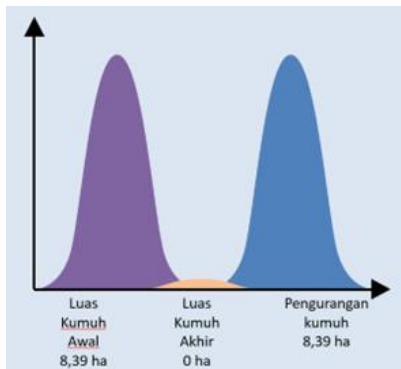 Luas
Kumuh
Awal
8,39 ha
Luas
Kumuh
Akhir
0 ha
Pengurangan
kumuh
8,39 ha